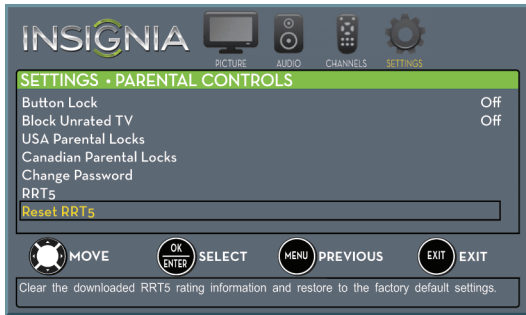 INSIGNIA
PICTURE AUDIO CHANNELS SETTINGS
SETTINGS • PARENTAL CONTROLS
Button Lock Off
Block Unrated TV Off
USA Parental Locks
Canadian Parental Locks
Change Password
RRT5
Reset RRT5
MOVE OK ENTER SELECT MENU PREVIOUS EXIT EXIT
Clear the downloaded RRT5 rating information and restore to the factory default settings.